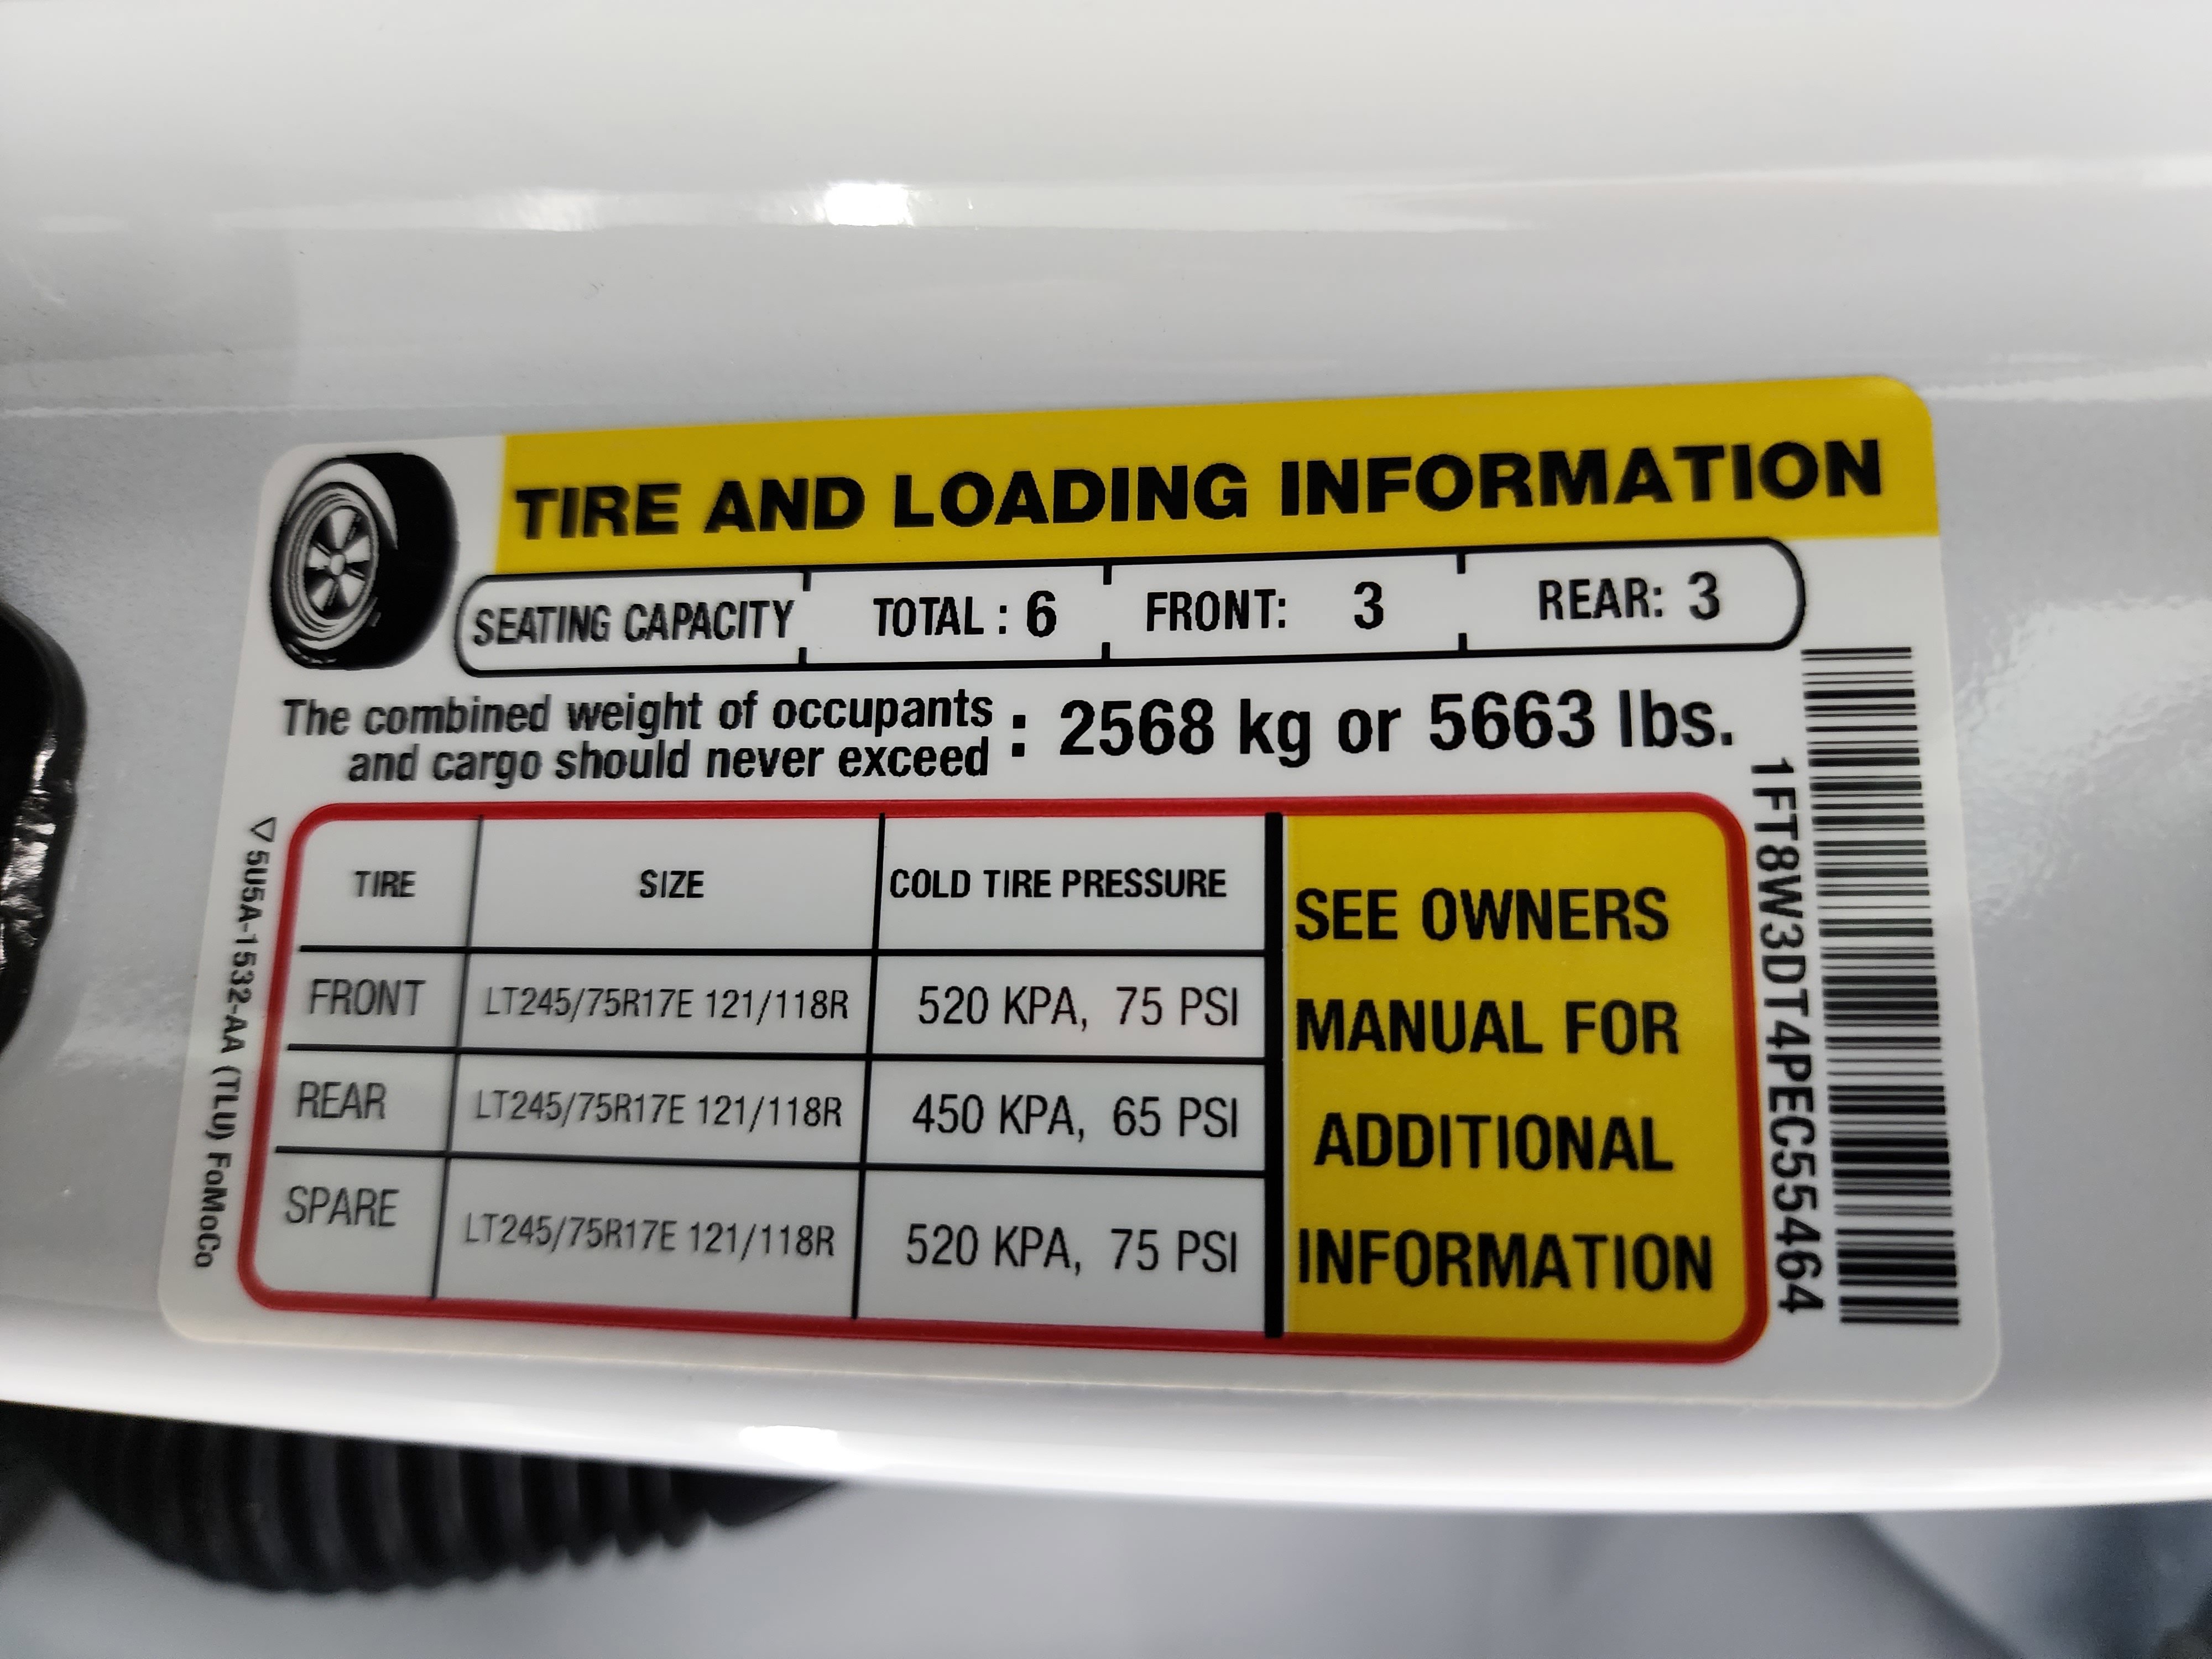 TIRE AND LOADING INFORMATION
SEATING CAPACITY TOTAL : 6 FRONT: 3 REAR: 3
The combined weight of occupants
and cargo should never exceed : 2568 kg or 5663 lbs.
TIRE SIZE COLD TIRE PRESSURE
FRONT LT245/75R17E 121/118R 520 KPA, 75 PSI
REAR LT245/75R17E 121/118R 450 KPA, 65 PSI
SPARE LT245/75R17E 121/118R 520 KPA, 75 PSI
SEE OWNERS
MANUAL FOR
ADDITIONAL
INFORMATION
1FT8W3DT4PEC55464
▽ 5U5A-1532-AA (TLU) FoMoCo